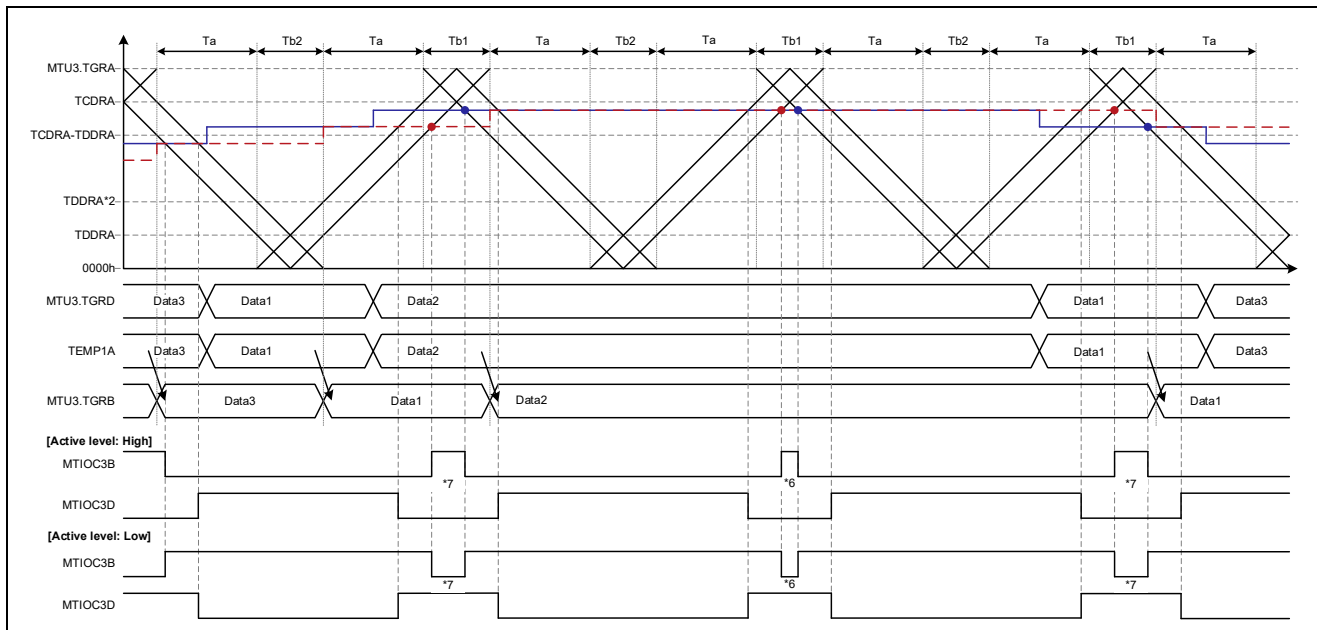 Ta Tb2 Ta Tb1 Ta Tb2 Ta Tb1 Ta Tb2 Ta Tb1 Ta
MTU3.TGRA
TCDRA
TCDRA-TDDRA
TDDRA*2
TDDRA
0000h
MTU3.TGRD Data3 Data1 Data2 Data1 Data3
TEMP1A Data3 Data1 Data2 Data1 Data3
MTU3.TGRB Data3 Data1 Data2 Data1
[Active level: High]
MTIOC3B
*7 *6 *7
MTIOC3D
[Active level: Low]
MTIOC3B
*7 *6 *7
MTIOC3D